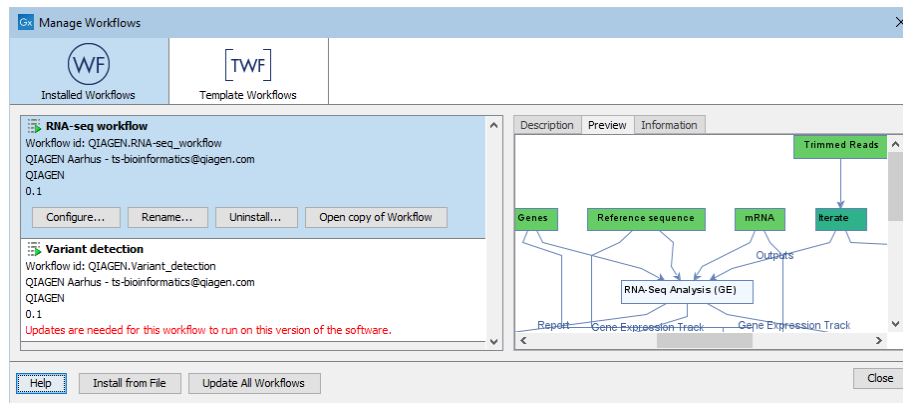 Gx Manage Workflows
WF
Installed Workflows
TWF
Template Workflows
RNA-seq workflow
Workflow id: QIAGEN.RNA-seq_workflow
QIAGEN Aarhus - ts-bioinformatics@qiagen.com
QIAGEN
0.1
Configure... Rename... Uninstall... Open copy of Workflow
Variant detection
Workflow id: QIAGEN.Variant_detection
QIAGEN Aarhus - ts-bioinformatics@qiagen.com
QIAGEN
0.1
Updates are needed for this workflow to run on this version of the software.
Description Preview Information
Trimmed Reads
Genes Reference sequence mRNA Iterate
Outputs
RNA-Seq Analysis (GE)
Report Gene Expression Track Gene Expression Track
Help Install from File Update All Workflows Close